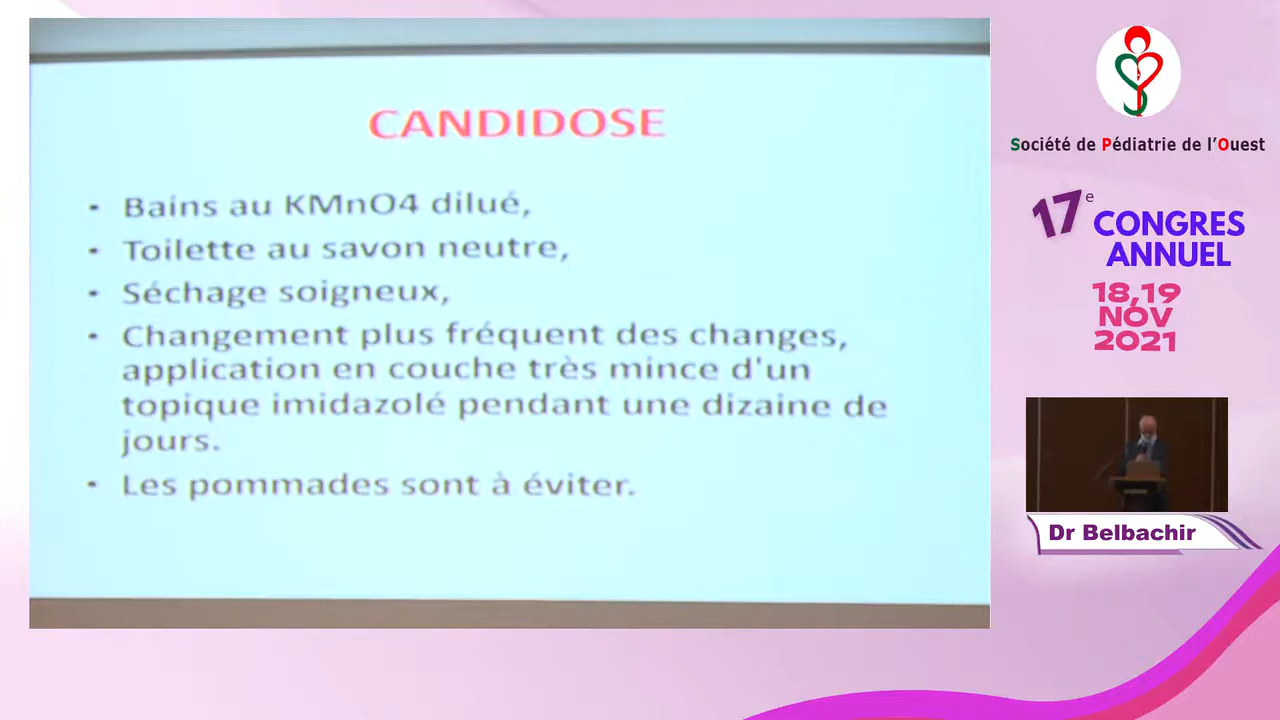 CANDIDOSE
• Bains au KMnO4 dilué,
• Toilette au savon neutre,
• Séchage soigneux,
• Changement plus fréquent des changes,
application en couche très mince d'un
topique imidazolé pendant une dizaine de
jours.
• Les pommades sont à éviter.
Société de Pédiatrie de l'Ouest
17e
CONGRES
ANNUEL
18,19
NOV
2021
Dr Belbachir